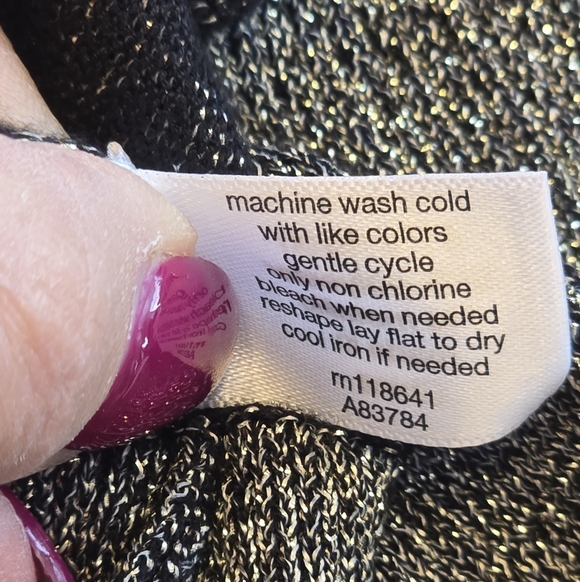 machine wash cold
with like colors
gentle cycle
only non chlorine
bleach when needed
reshape lay flat to dry
cool iron if needed
rn118641
A83784